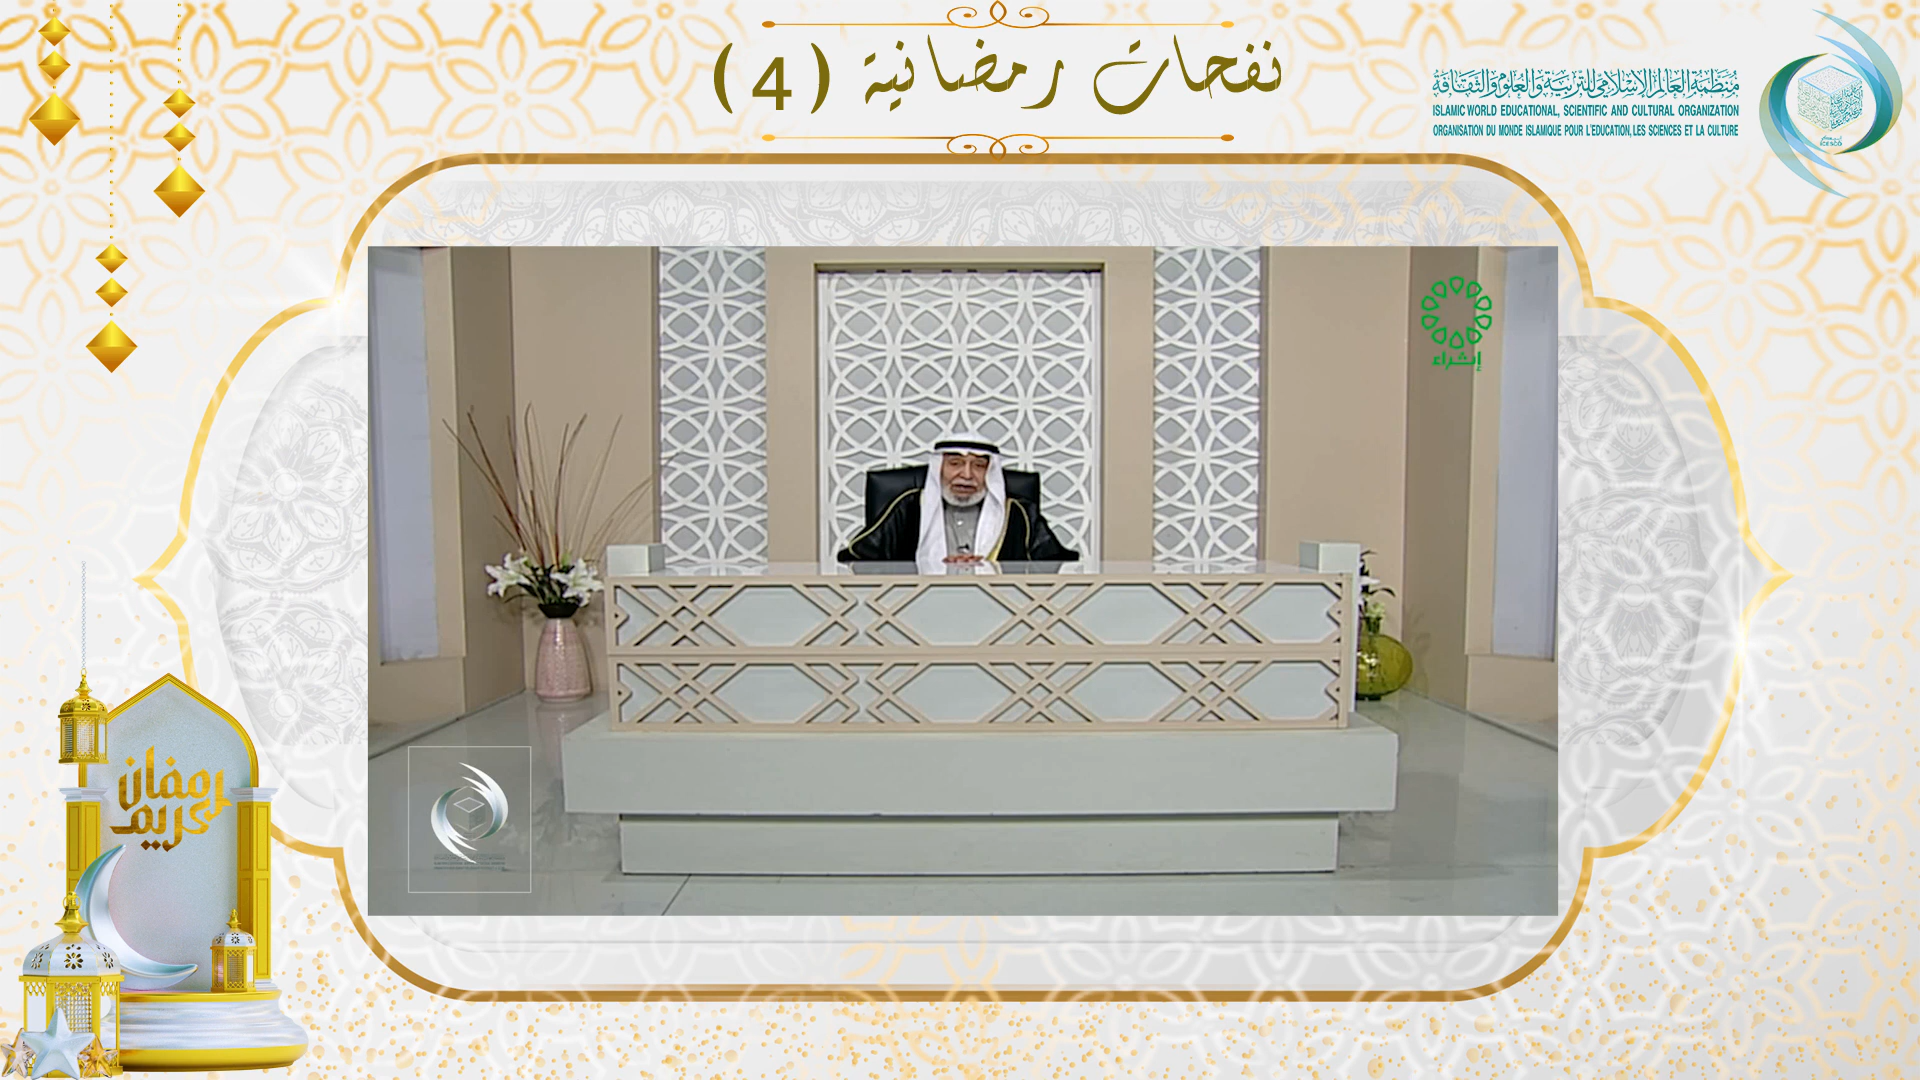 نفحات رمضانية (4)
منظمة العالم الإسلامي للتربية والعلوم والثقافة
ISLAMIC WORLD EDUCATIONAL, SCIENTIFIC AND CULTURAL ORGANIZATION
ORGANISATION DU MONDE ISLAMIQUE POUR L'EDUCATION, LES SCIENCES ET LA CULTURE
ICESCO
إثراء
رمضان
كريم